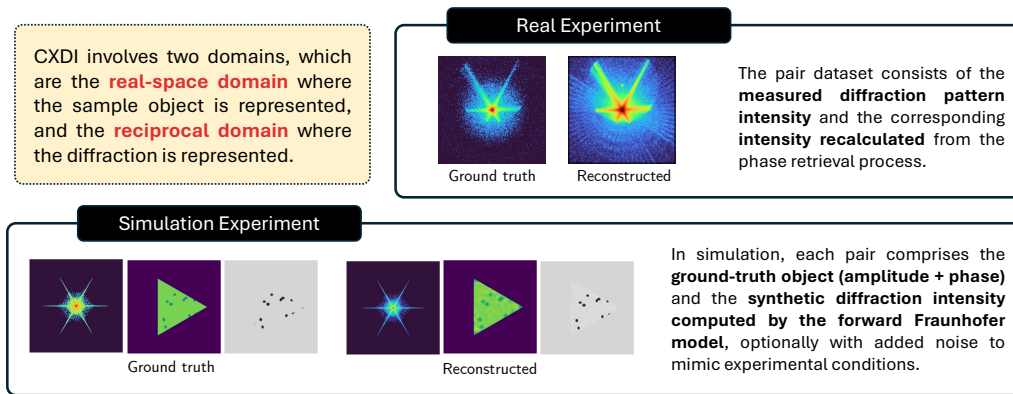 CXDI involves two domains, which
are the real-space domain where
the sample object is represented,
and the reciprocal domain where
the diffraction is represented.
Real Experiment
Ground truth
Reconstructed
The pair dataset consists of the
measured diffraction pattern
intensity and the corresponding
intensity recalculated from the
phase retrieval process.
Simulation Experiment
Ground truth
Reconstructed
In simulation, each pair comprises the
ground-truth object (amplitude + phase)
and the synthetic diffraction intensity
computed by the forward Fraunhofer
model, optionally with added noise to
mimic experimental conditions.